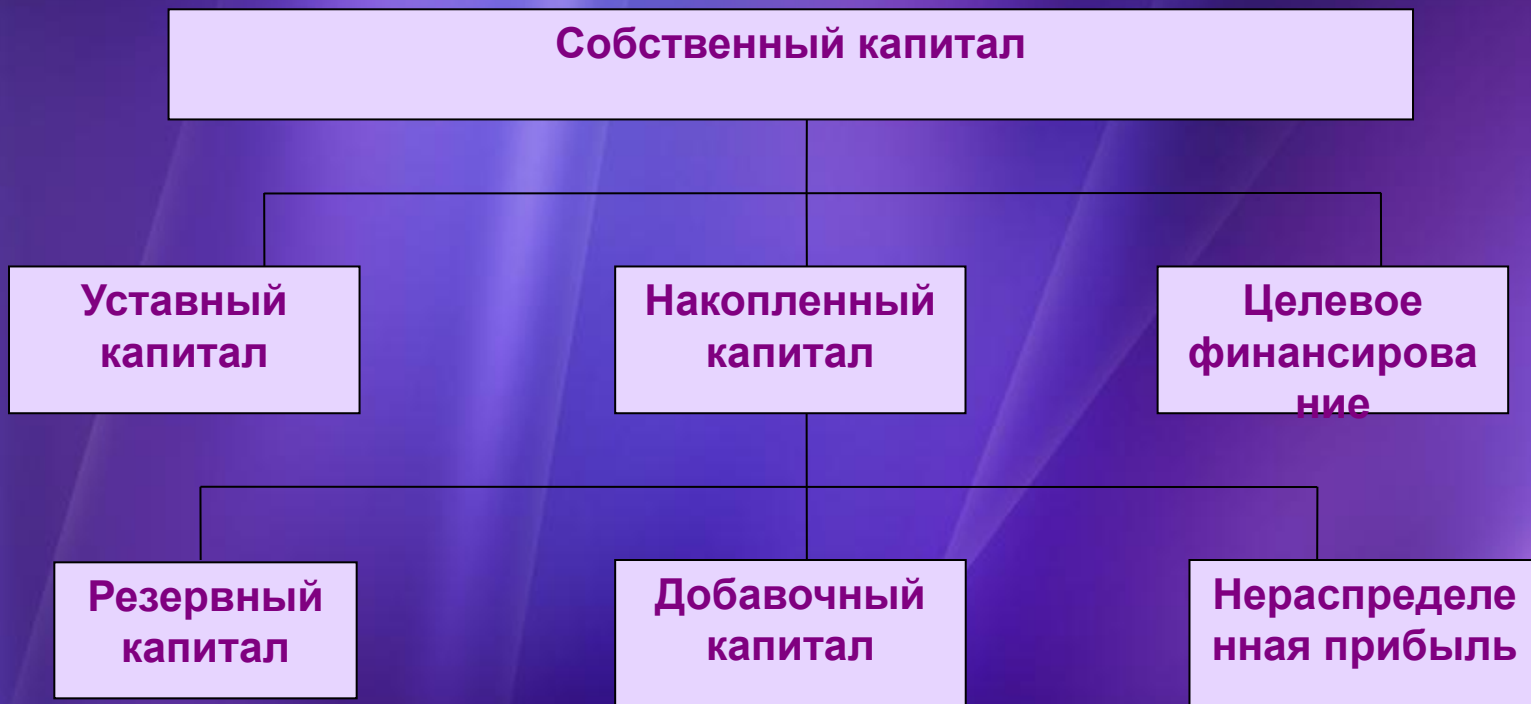 Собственный капитал
Уставный
капитал
Накопленный
капитал
Целевое
финансирова
ние
Резервный
капитал
Добавочный
капитал
Нераспределе
нная прибыль